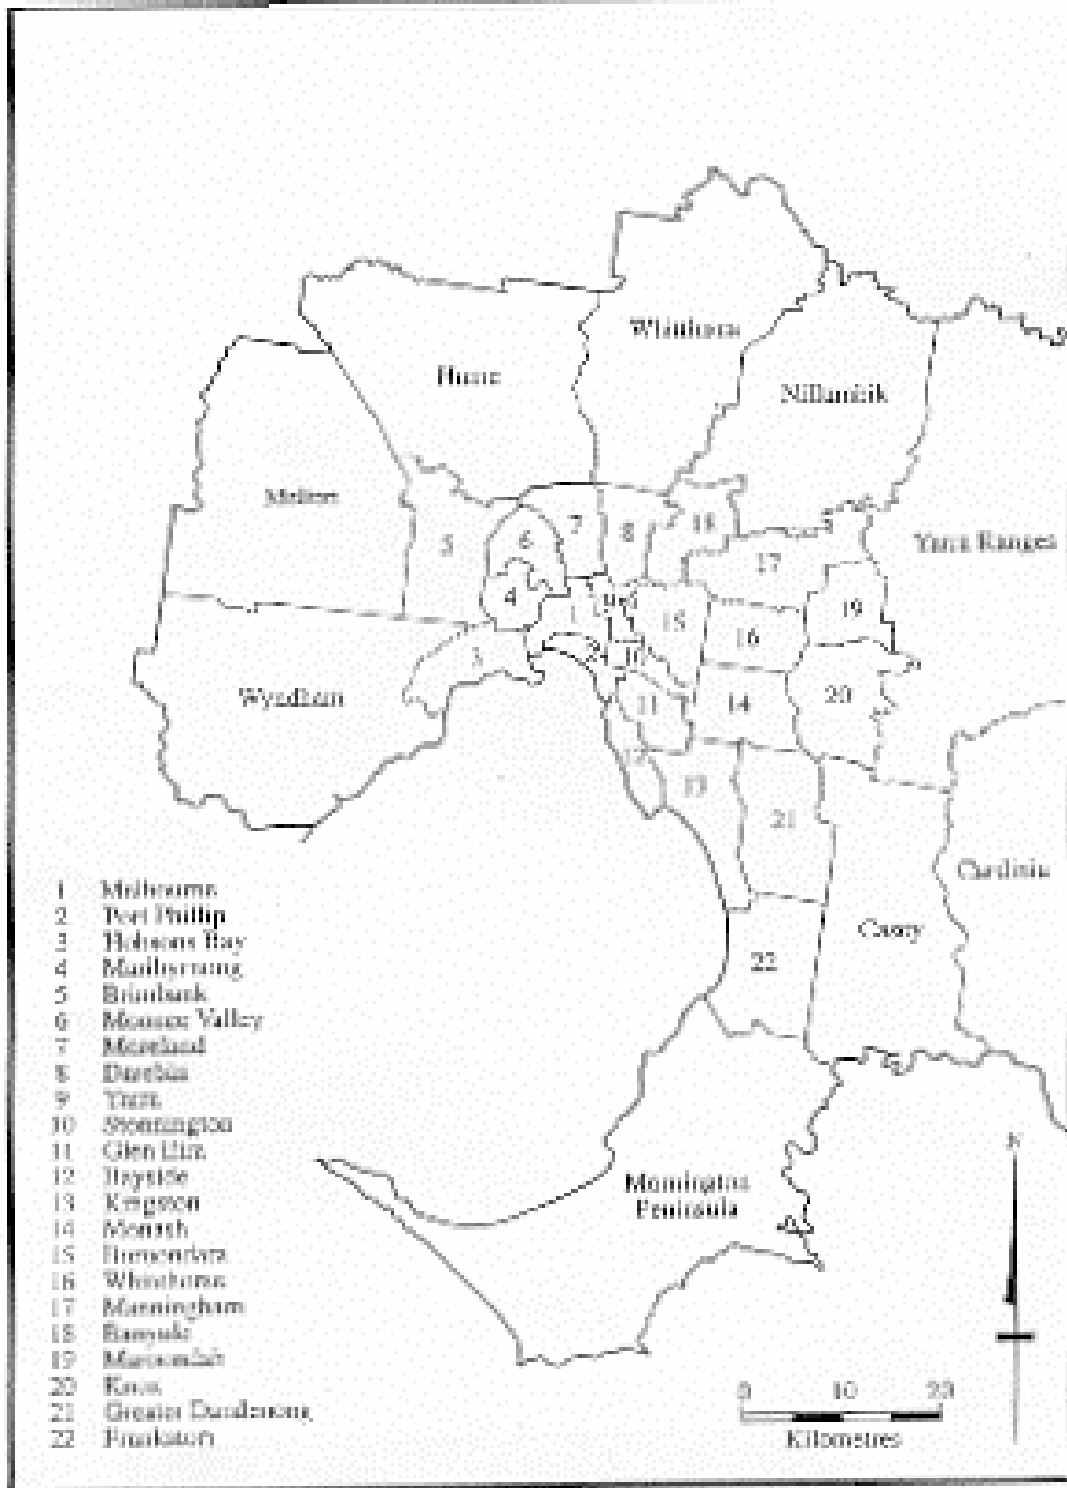 Whittlesea
Hume
Nillumbik
Melton
Yarra Ranges
Wyndham
Cardinia
Casey
Mornington
Peninsula
5
6
7
8
18
17
4
1
15
16
19
3
10
11
14
20
12
13
21
22
1 Melbourne
2 Port Phillip
3 Hobsons Bay
4 Maribyrnong
5 Brimbank
6 Moonee Valley
7 Moreland
8 Darebin
9 Yarra
10 Stonnington
11 Glen Eira
12 Bayside
13 Kingston
14 Monash
15 Boroondara
16 Whitehorse
17 Manningham
18 Banyule
19 Maroondah
20 Knox
21 Greater Dandenong
22 Frankston
N
0 10 20
Kilometres